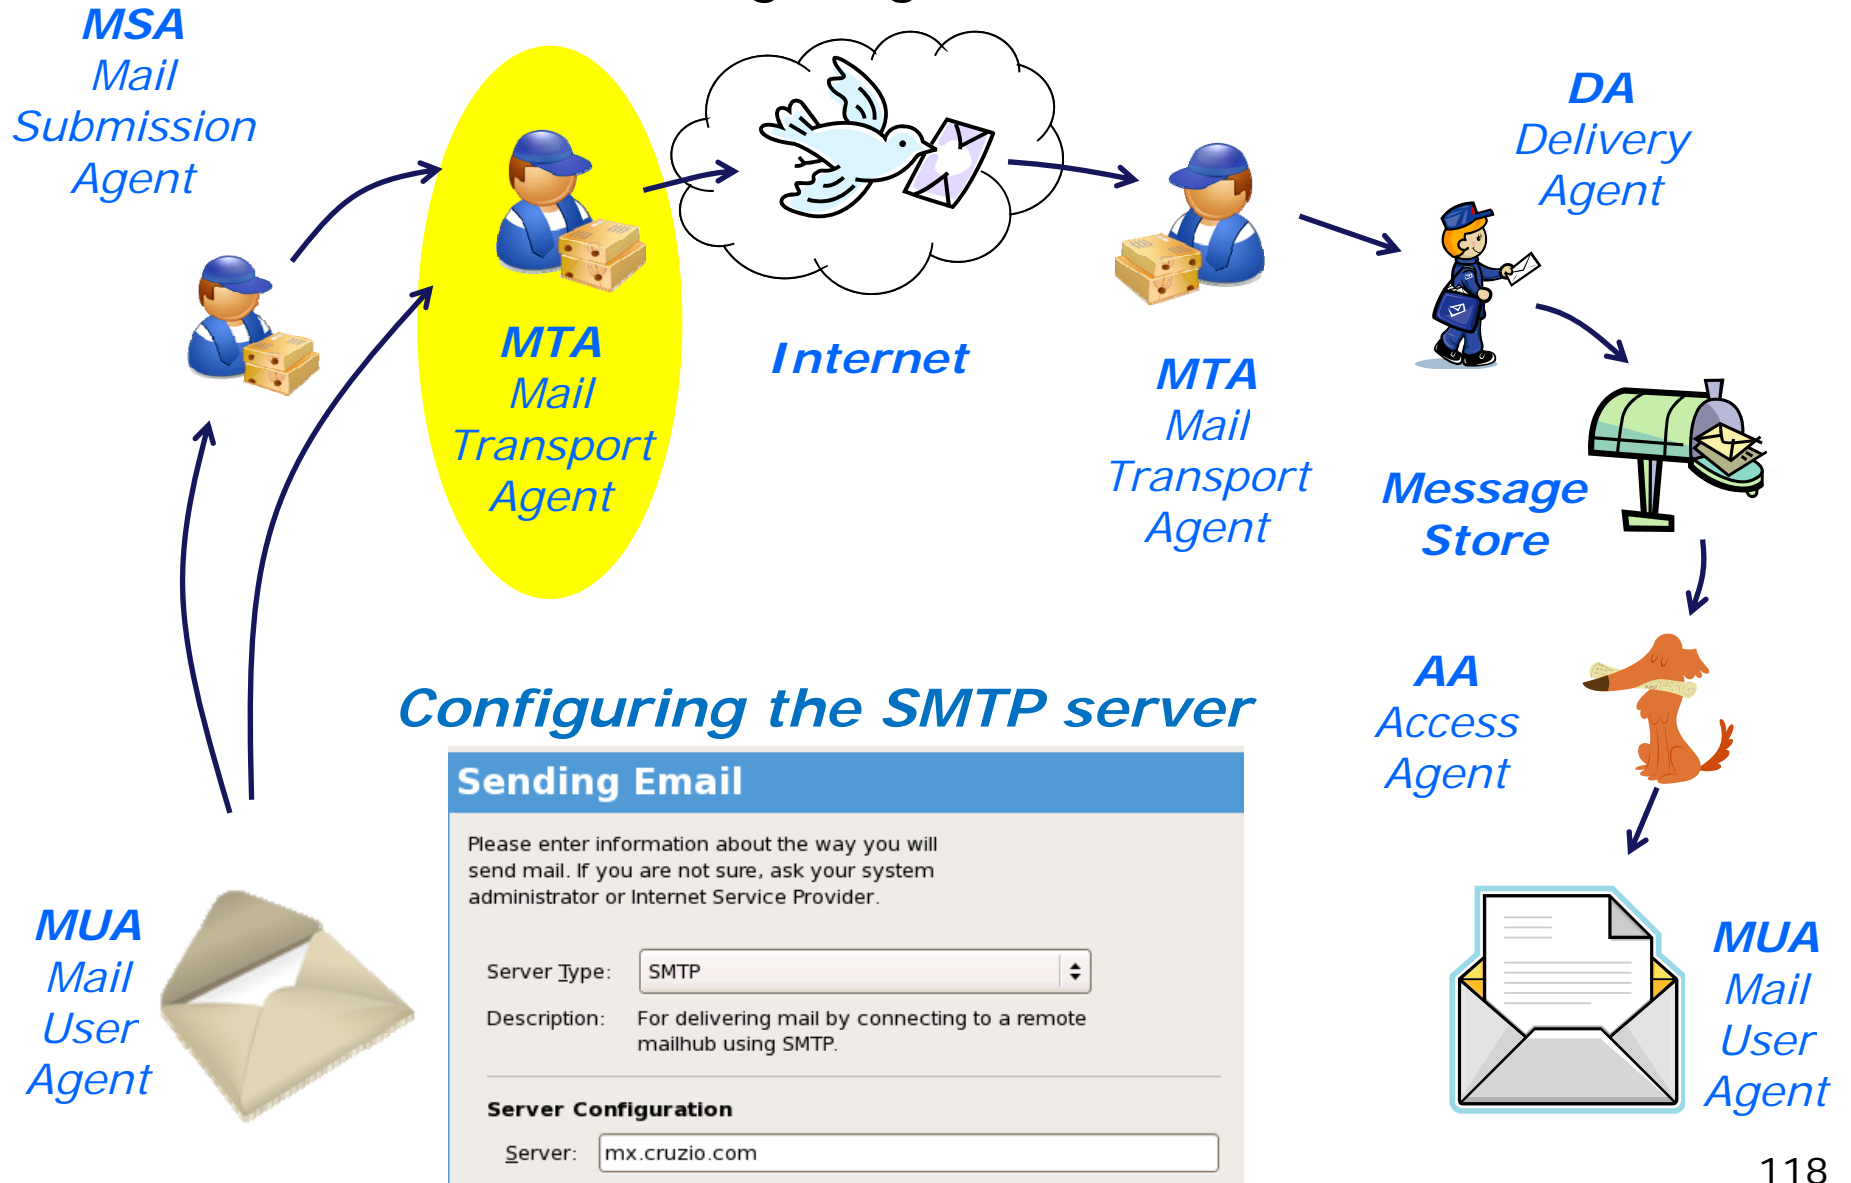 MSA
Mail
Submission
Agent
MTA
Mail
Transport
Agent
Internet
MTA
Mail
Transport
Agent
DA
Delivery
Agent
Message
Store
AA
Access
Agent
MUA
Mail
User
Agent
Configuring the SMTP server
Sending Email
Please enter information about the way you will
send mail. If you are not sure, ask your system
administrator or Internet Service Provider.
Server Type: SMTP
Description: For delivering mail by connecting to a remote
mailhub using SMTP.
Server Configuration
Server: mx.cruzio.com
MUA
Mail
User
Agent
118